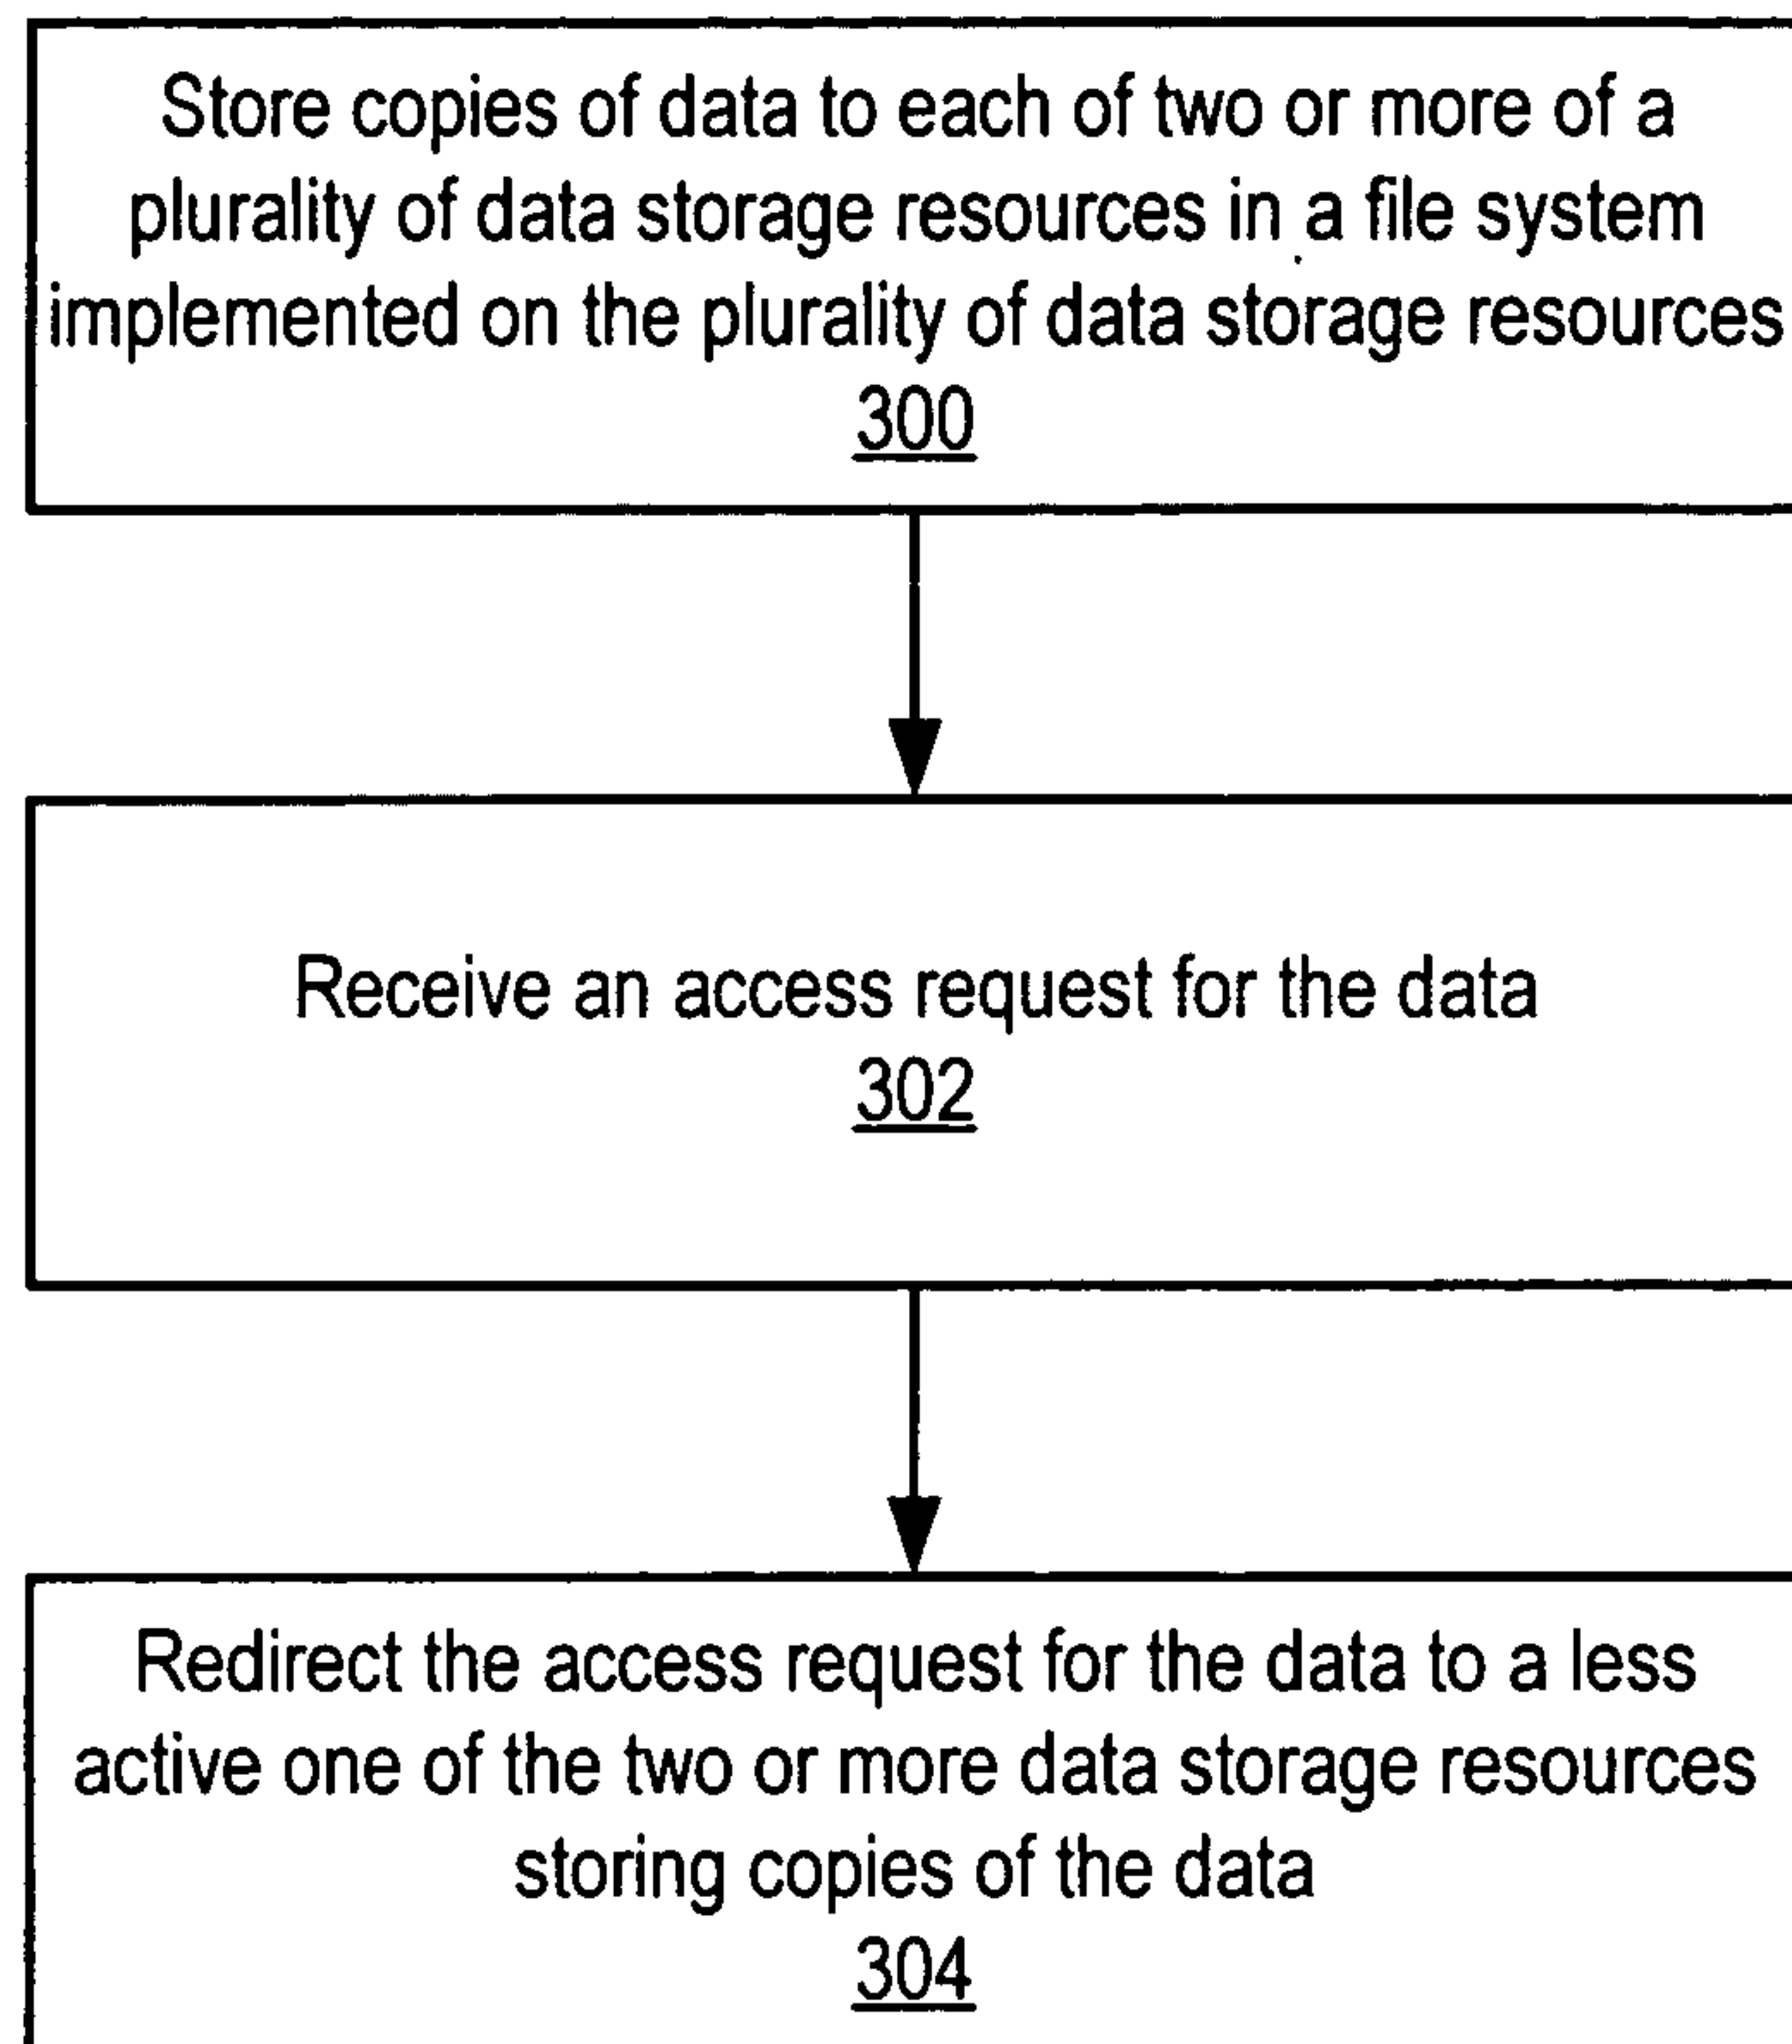 Store copies of data to each of two or more of a
plurality of data storage resources in a file system
implemented on the plurality of data storage resources
300
Receive an access request for the data
302
Redirect the access request for the data to a less
active one of the two or more data storage resources
storing copies of the data
304